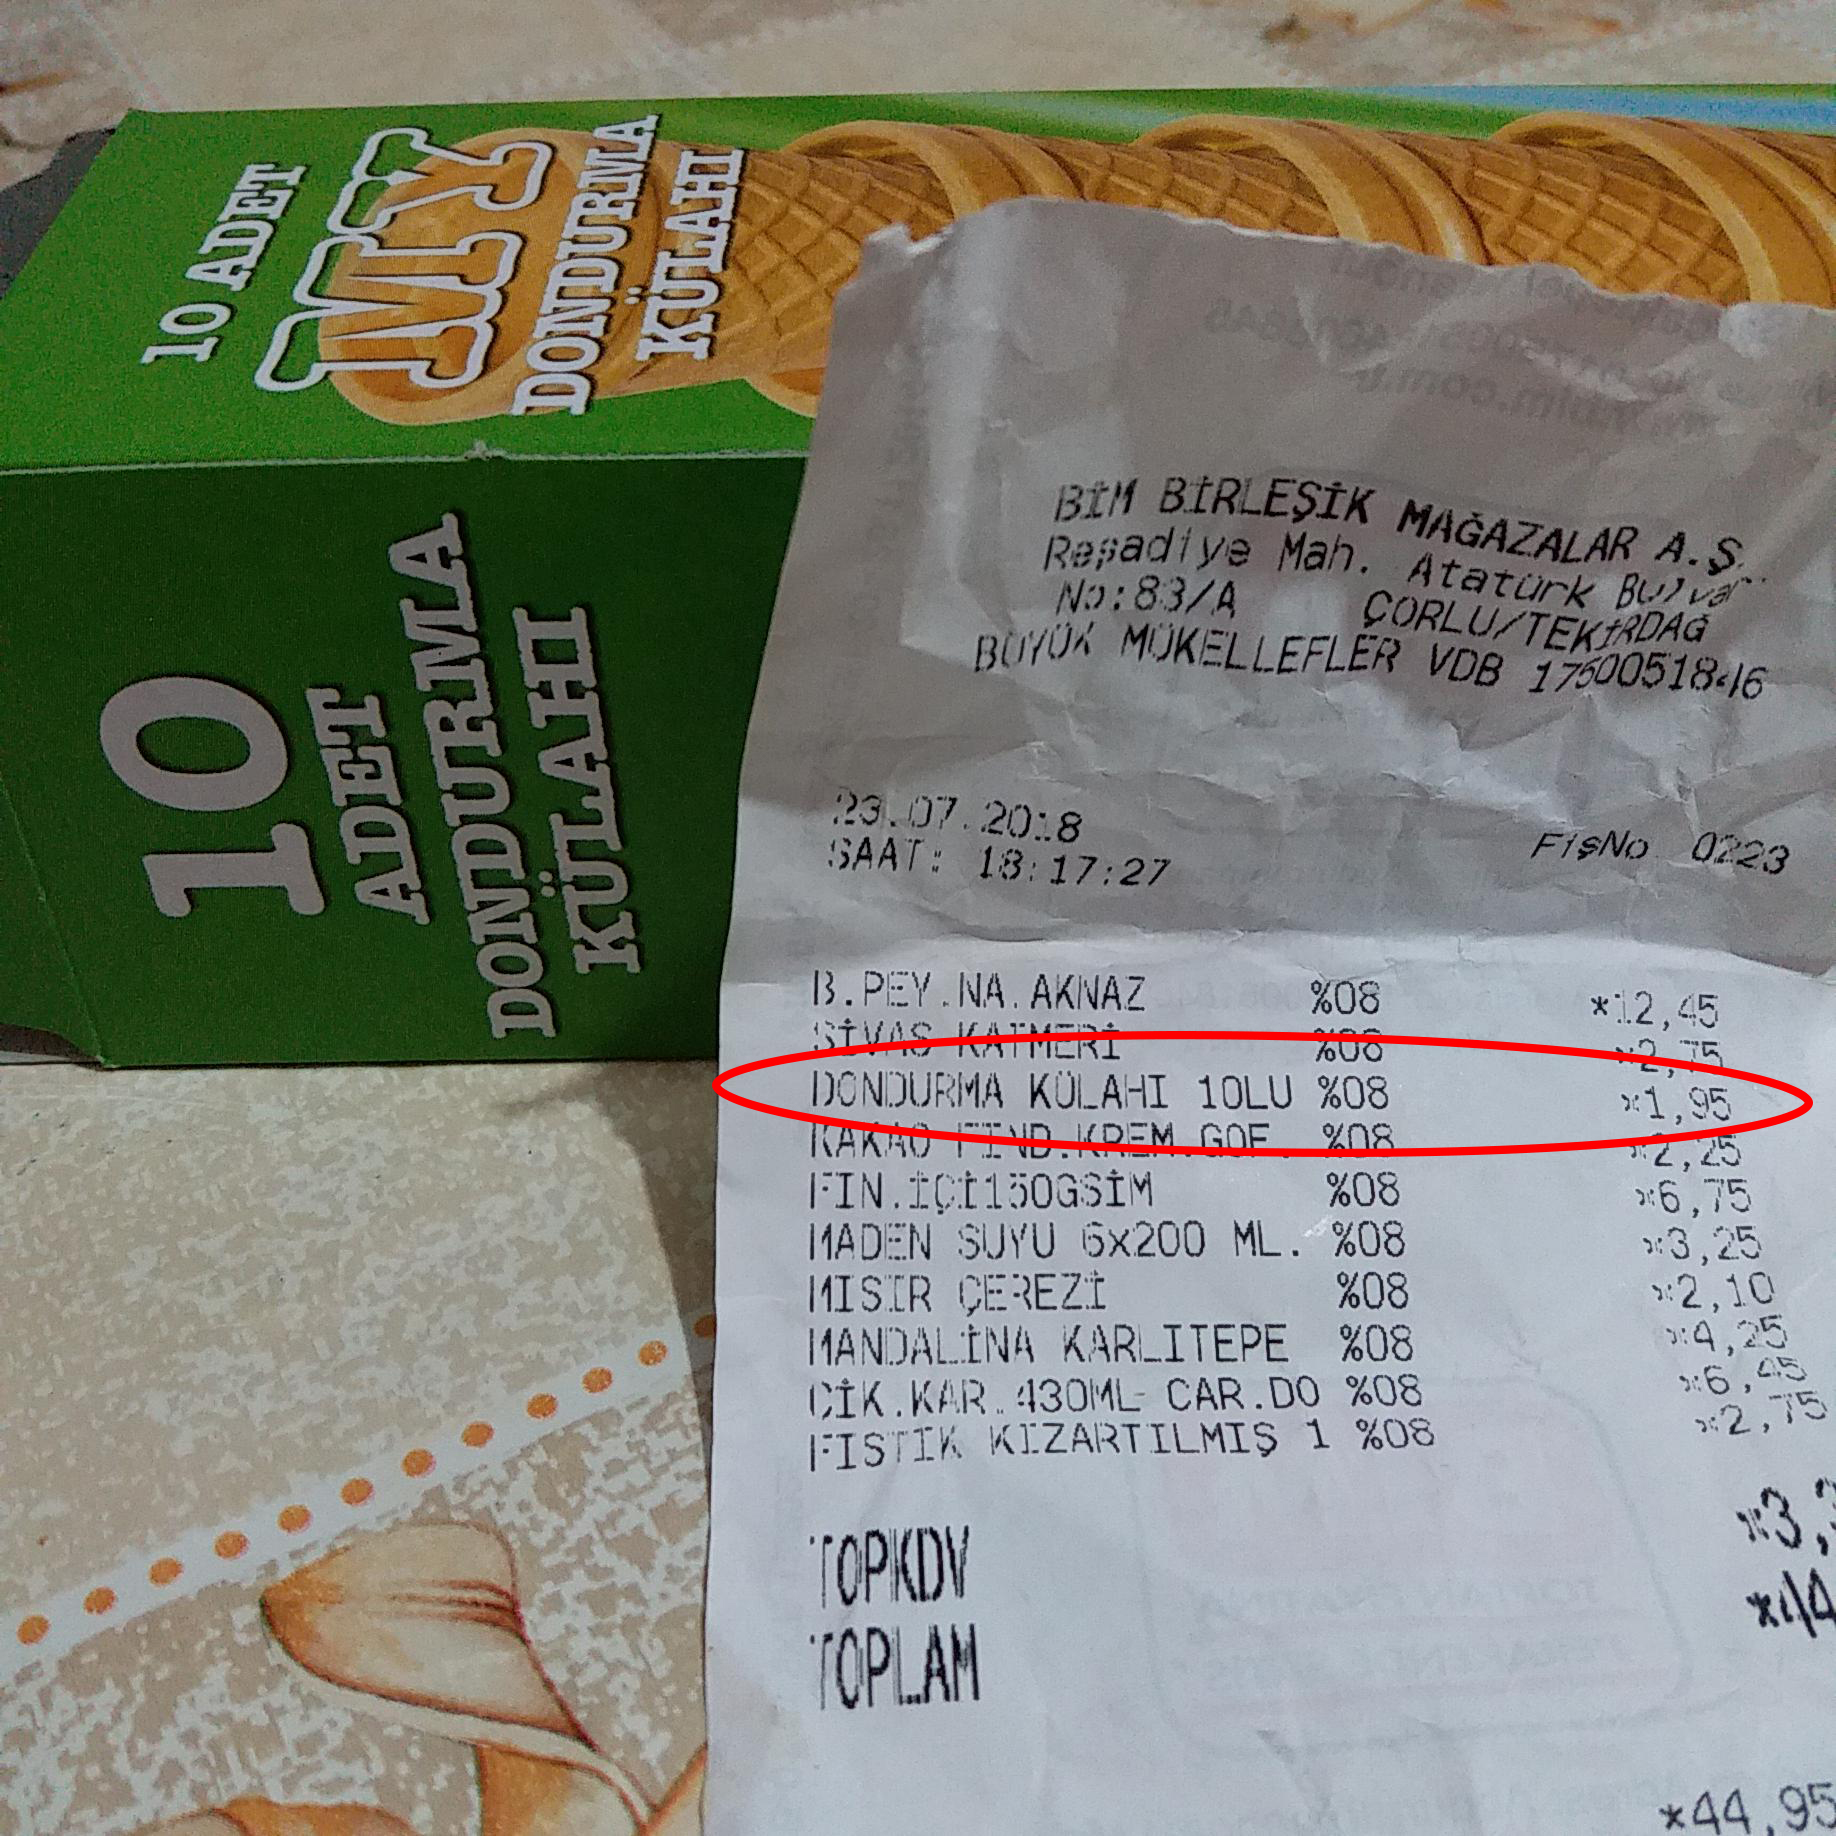 10 ADET
MY
DONDURMA
KÜLAHI
10
ADET
DONDURMA
KÜLAHI
BİM BİRLEŞİK MAĞAZALAR A.Ş.
Reşadiye Mah. Atatürk
No:83/A ÇORLU/TEKİRDAĞ
BÜYÜK MÜKELLEFLER VDB
23.07.2018
SAAT: 18:17:27 FişNo 0223
B.PEY.NA.AKNAZ %08 *12,45
SİVAS KATMERİ %08 *2,75
DONDURMA KÜLAHI 10LU %08 *1,95
KAKAO FIND.KREM.GOF. %08 *2,25
FIN.İÇİ150GSİM %08 *6,75
MADEN SUYU 6x200 ML. %08 *3,25
MISIR ÇEREZİ %08 *2,10
MANDALİNA KARLITEPE %08 *4,25
ÇİK.KAR.430ML CAR.DO %08 *6,45
FISTIK KIZARTILMIŞ 1 %08 *2,75
TOPKDV
TOPLAM
*44,95